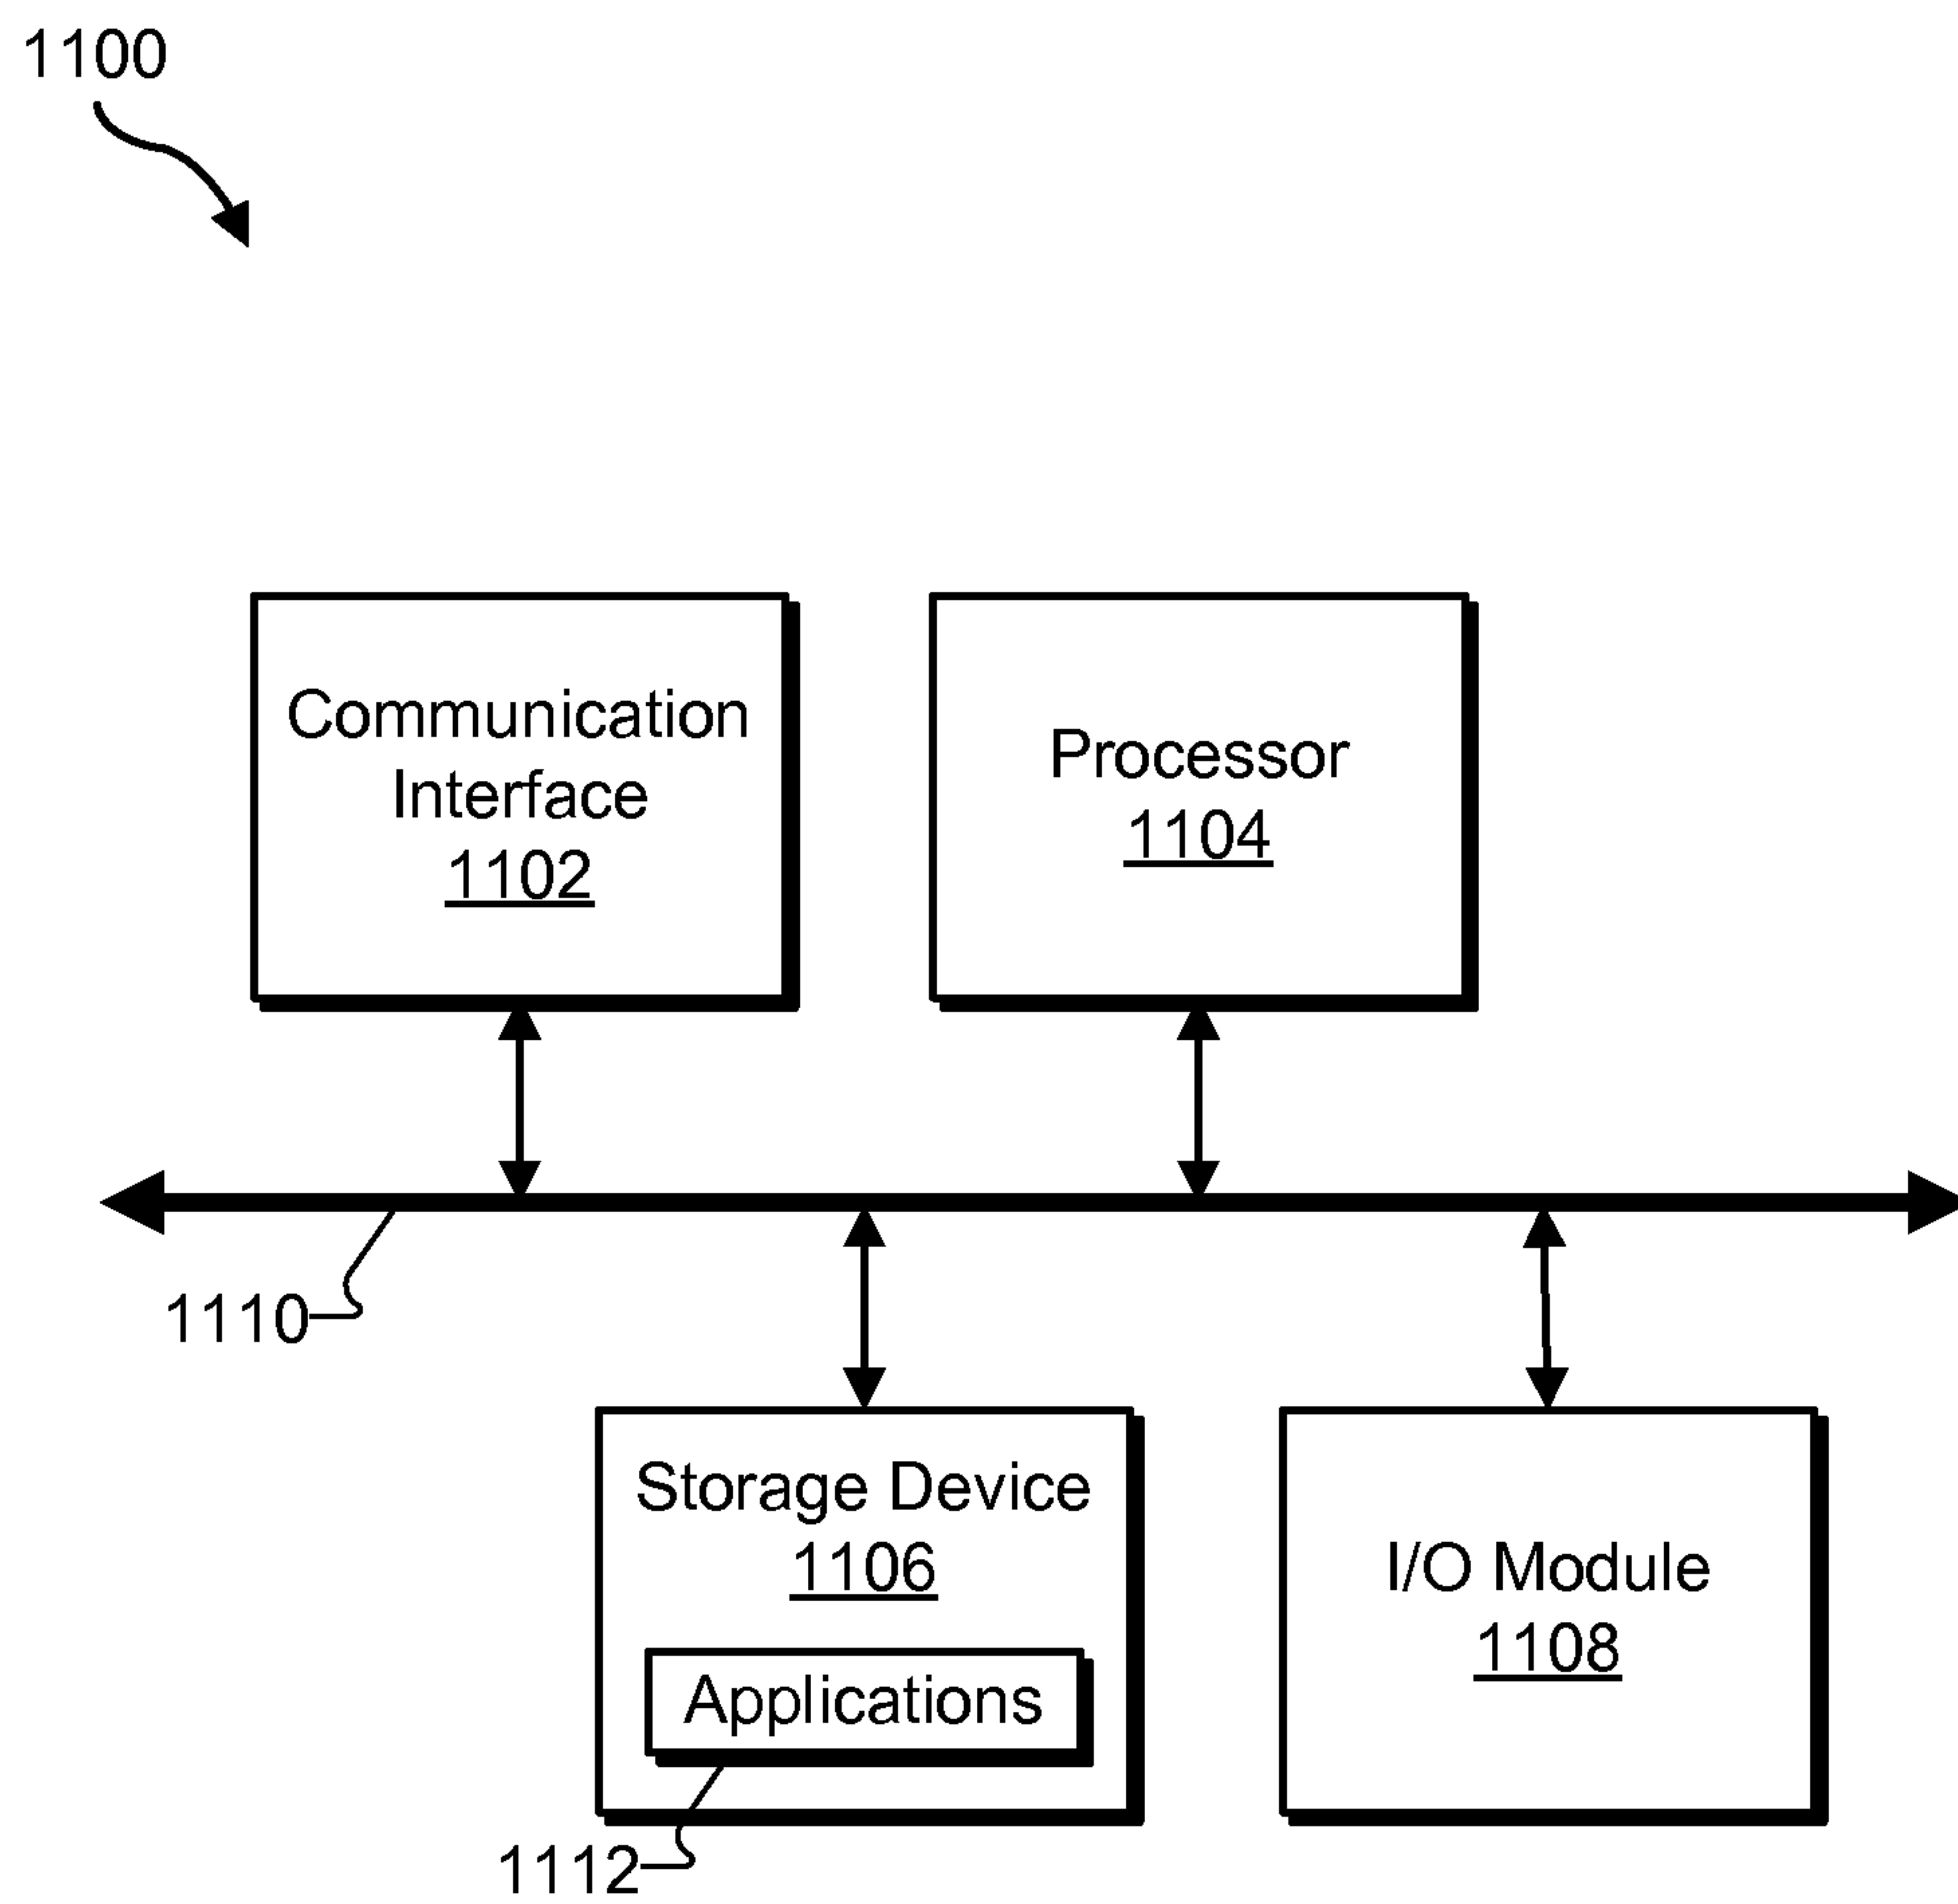 1100
Communication
Interface
1102
Processor
1104
1110
Storage Device
1106
Applications
1112
I/O Module
1108